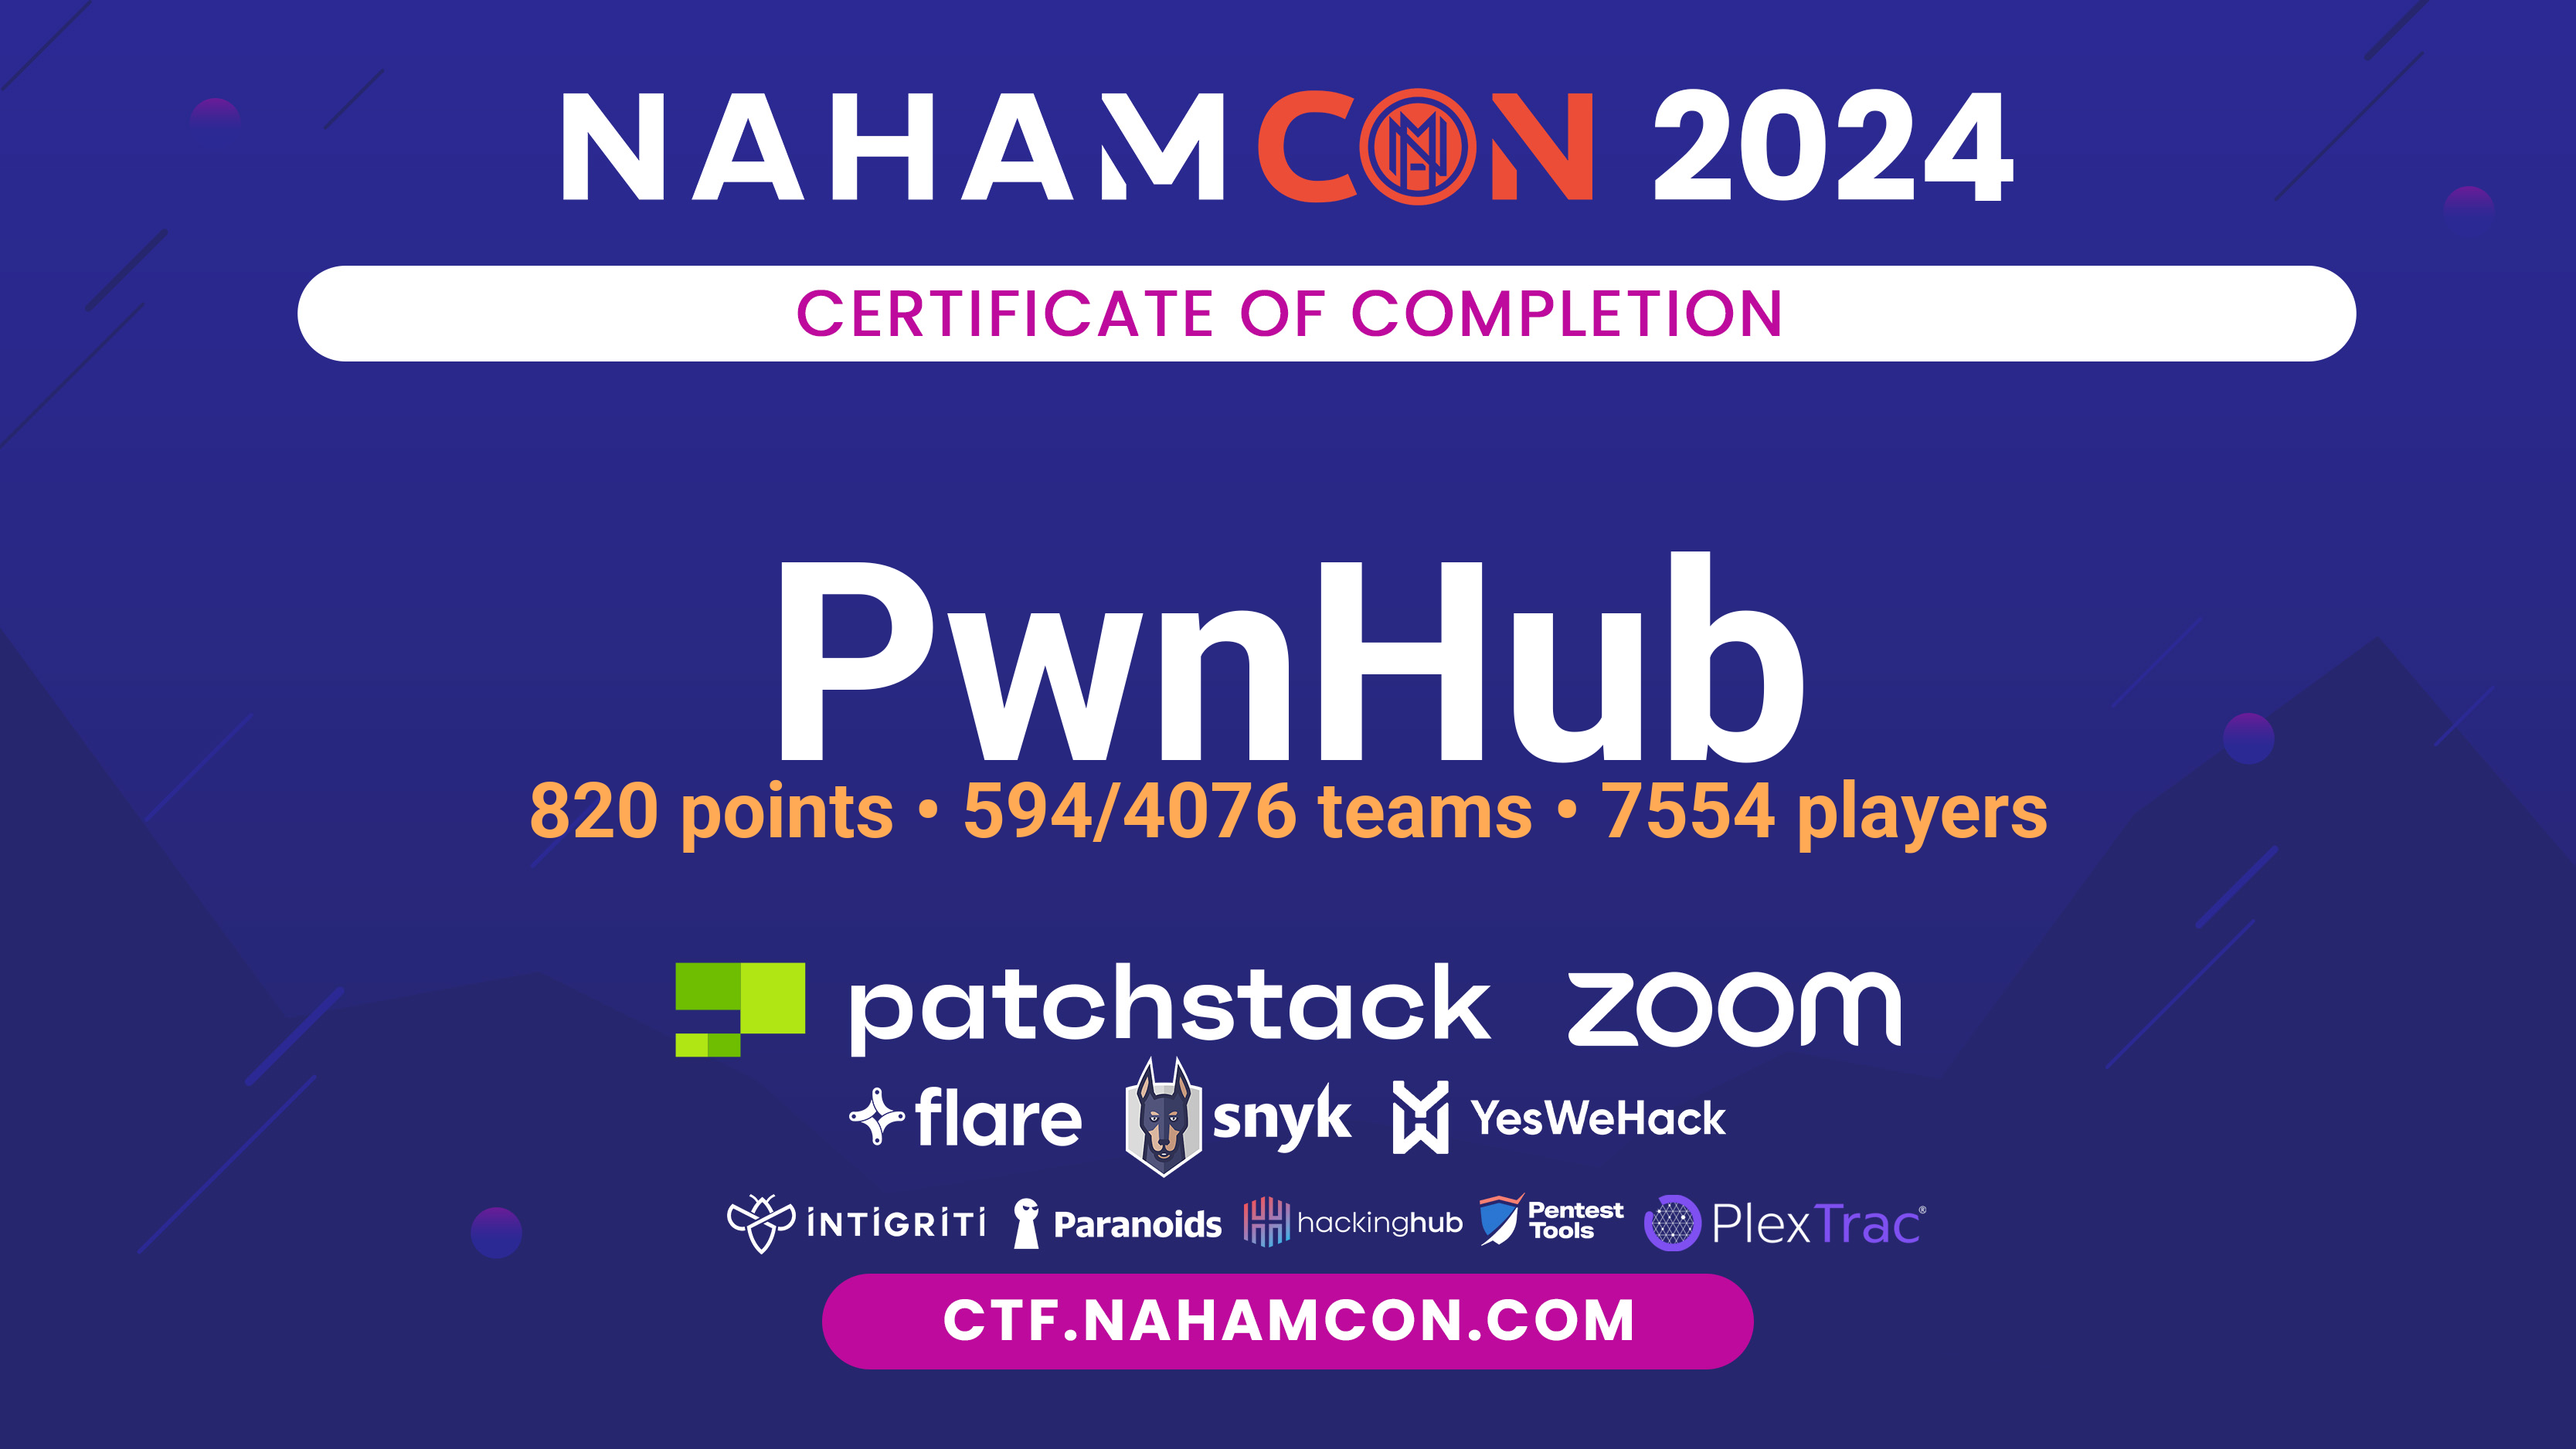 NAHAMCON 2024
CERTIFICATE OF COMPLETION
PwnHub
820 points • 594/4076 teams • 7554 players
patchstack zoom
flare snyk YesWeHack
INTIGRITI Paranoids hackinghub Pentest Tools PlexTrac®
CTF.NAHAMCON.COM